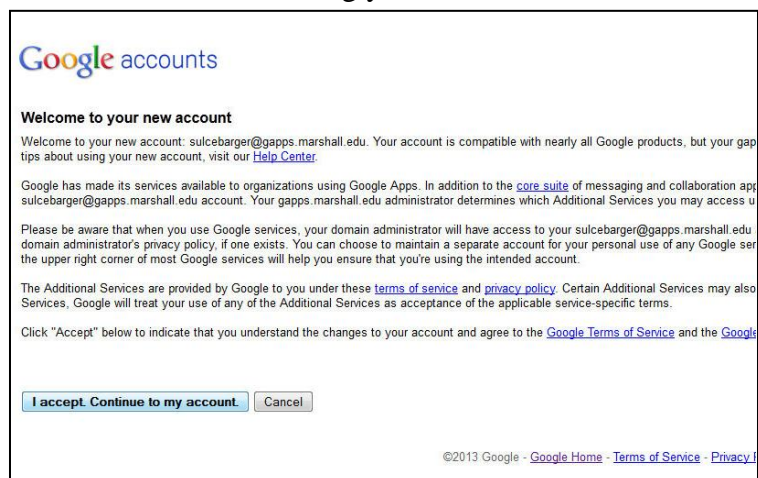 Google accounts
Welcome to your new account
Welcome to your new account: sulcebarger@gapps.marshall.edu. Your account is compatible with nearly all Google products, but your gap
tips about using your new account, visit our Help Center.
Google has made its services available to organizations using Google Apps. In addition to the core suite of messaging and collaboration app
sulcebarger@gapps.marshall.edu account. Your gapps.marshall.edu administrator determines which Additional Services you may access u
Please be aware that when you use Google services, your domain administrator will have access to your sulcebarger@gapps.marshall.edu
domain administrator's privacy policy, if one exists. You can choose to maintain a separate account for your personal use of any Google ser
the upper right corner of most Google services will help you ensure that you're using the intended account.
The Additional Services are provided by Google to you under these terms of service and privacy policy. Certain Additional Services may also
Services, Google will treat your use of any of the Additional Services as acceptance of the applicable service-specific terms.
Click "Accept" below to indicate that you understand the changes to your account and agree to the Google Terms of Service and the Google
I accept. Continue to my account. Cancel
©2013 Google - Google Home - Terms of Service - Privacy